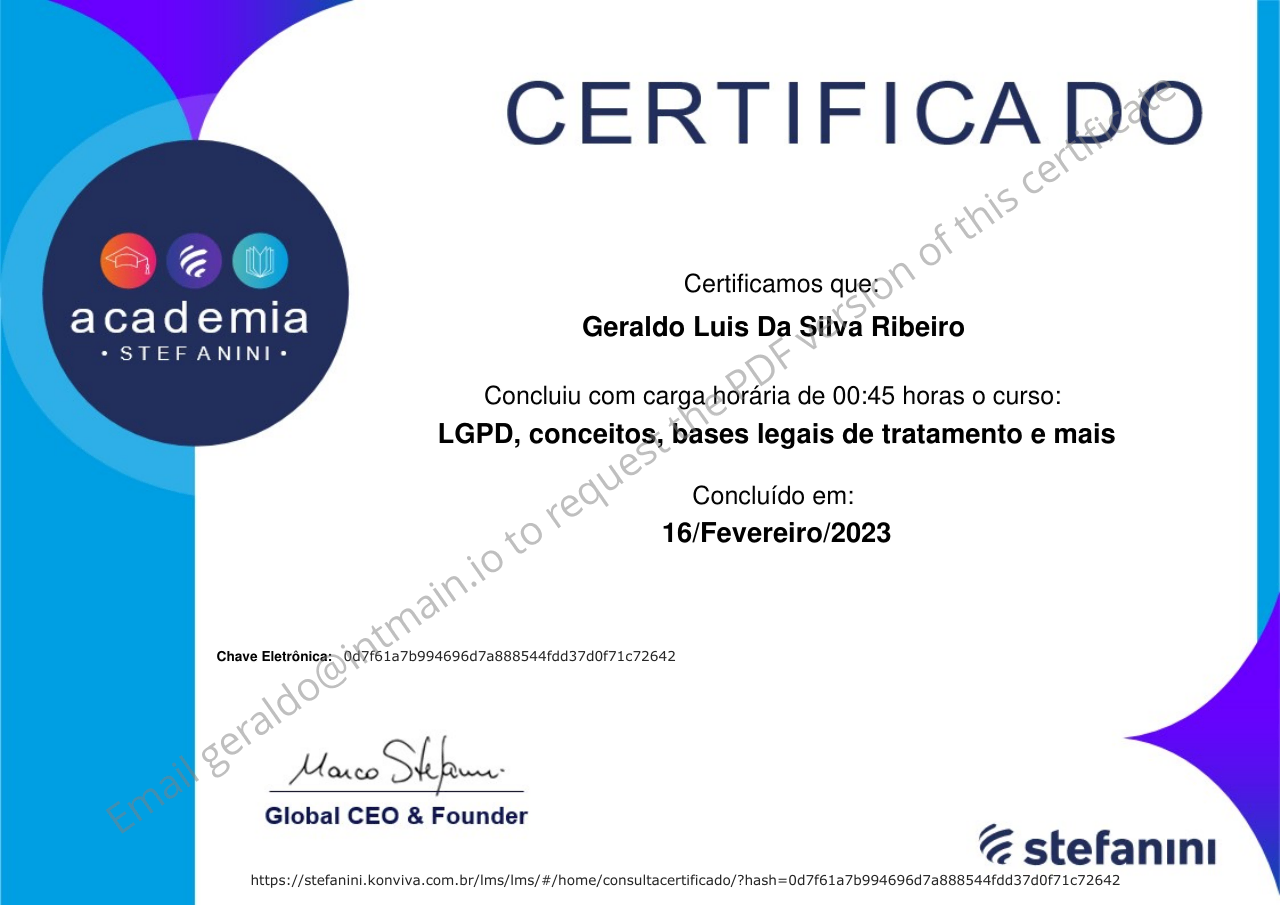 CERTIFICADO
academia
• STEFANINI •
Certificamos que:
Geraldo Luis Da Silva Ribeiro
Concluiu com carga horária de 00:45 horas o curso:
LGPD, conceitos, bases legais de tratamento e mais
Concluído em:
16/Fevereiro/2023
Email geraldo@intmain.io to request the PDF version of this certificate
Chave Eletrônica: 0d7f61a7b994696d7a888544fdd37d0f71c72642
Marco Stefanini
Global CEO & Founder
stefanini
https://stefanini.konviva.com.br/lms/lms/#/home/consultacertificado/?hash=0d7f61a7b994696d7a888544fdd37d0f71c72642